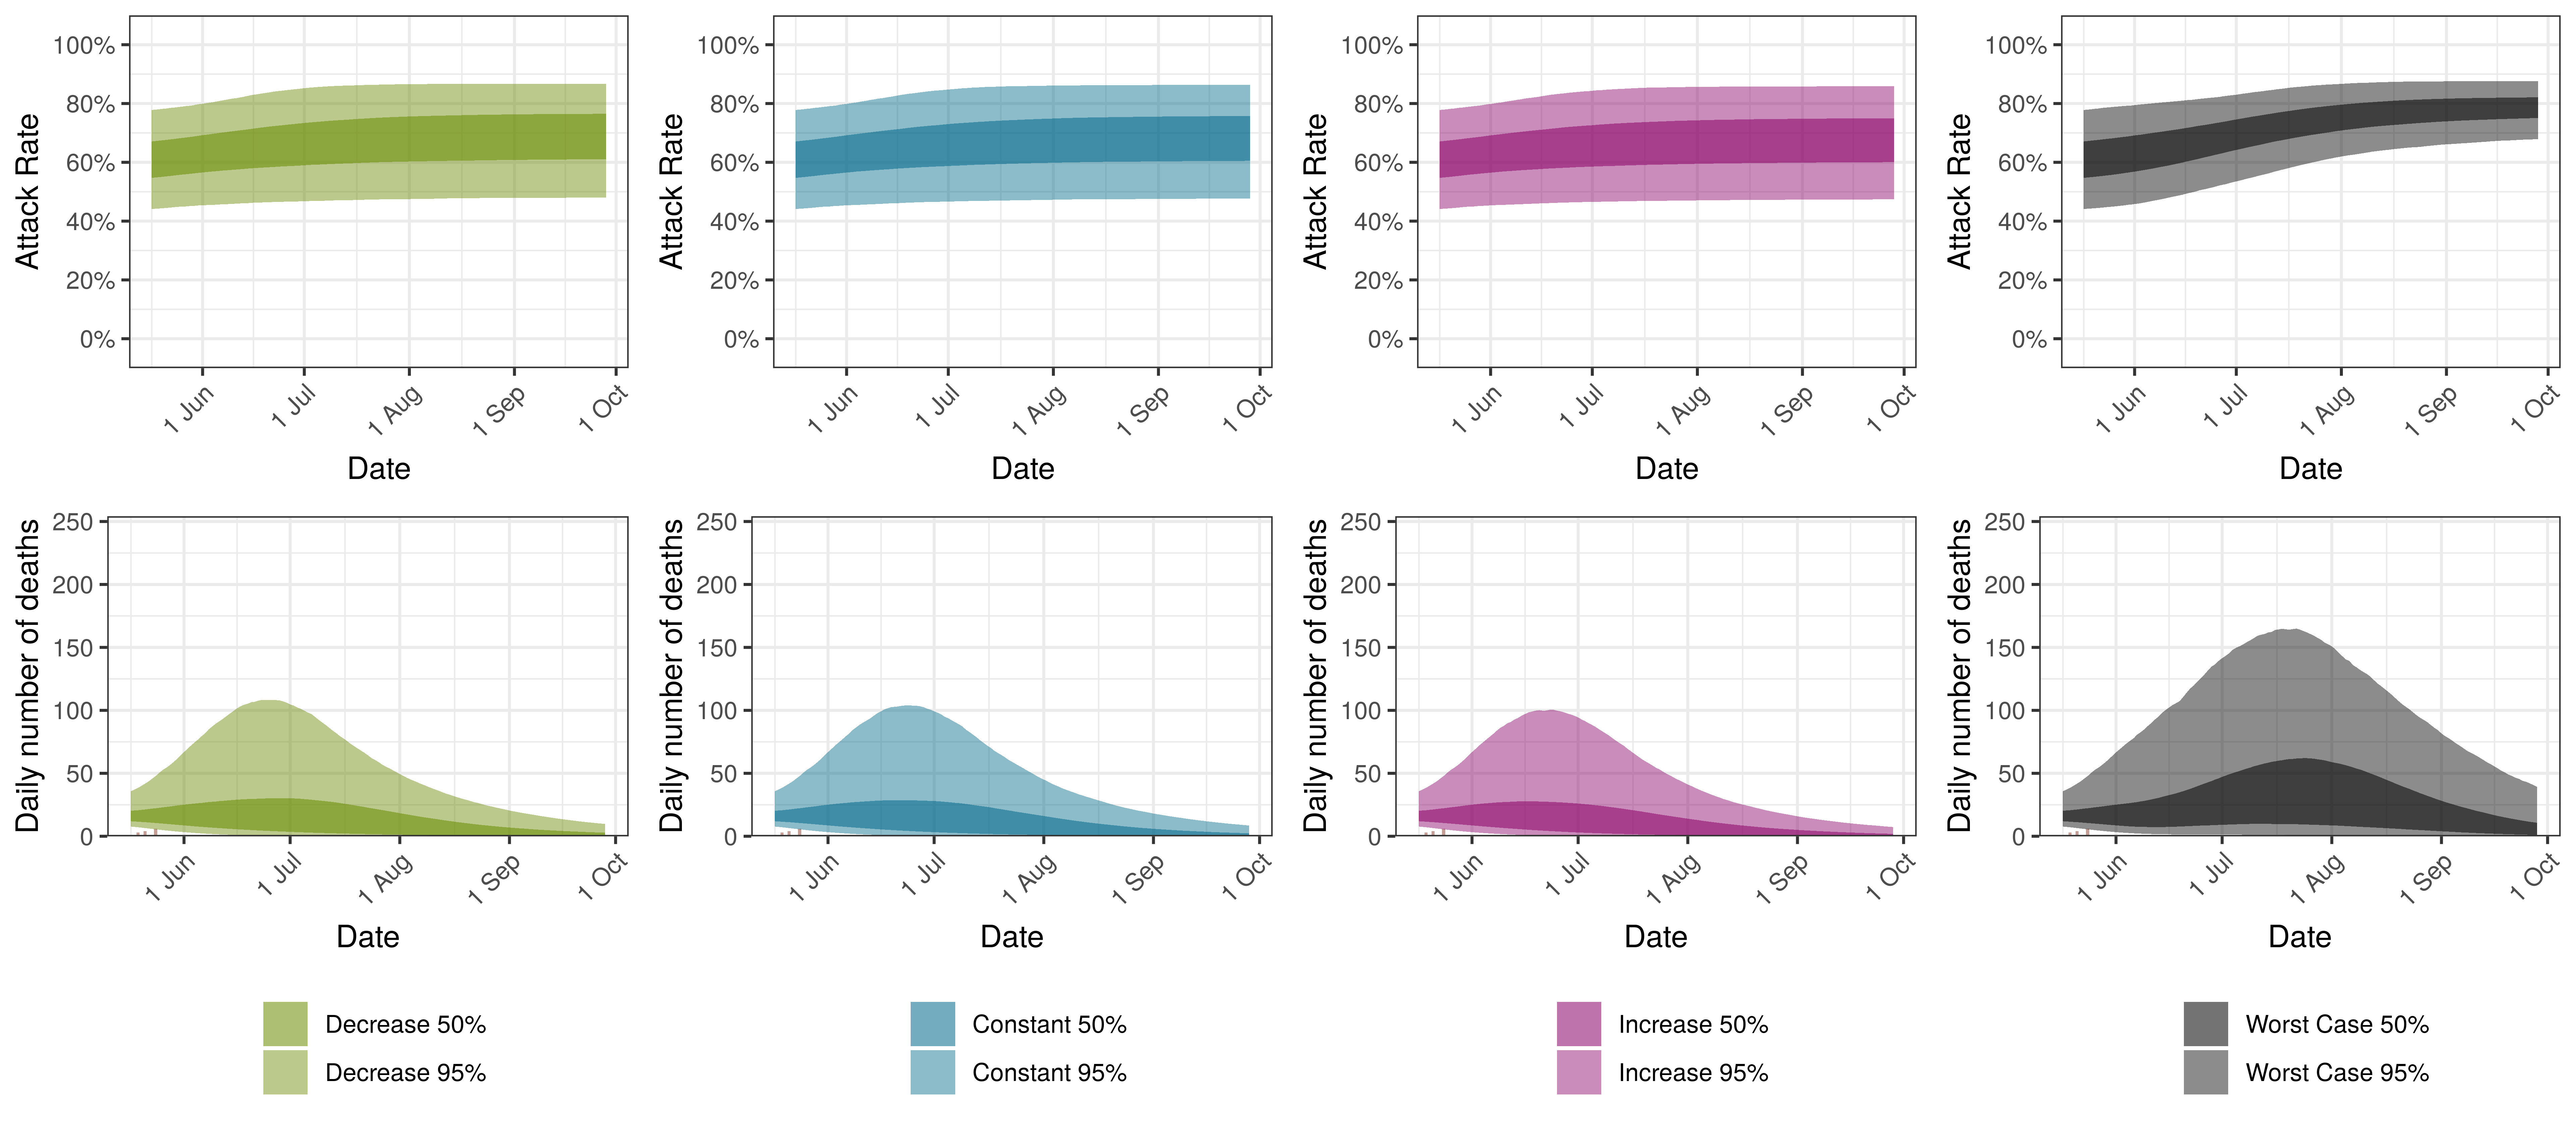 100%
80%
60%
40%
20%
0%
Attack Rate
1 Jun
1 Jul
1 Aug
1 Sep
1 Oct
Date
100%
80%
60%
40%
20%
0%
Attack Rate
1 Jun
1 Jul
1 Aug
1 Sep
1 Oct
Date
100%
80%
60%
40%
20%
0%
Attack Rate
1 Jun
1 Jul
1 Aug
1 Sep
1 Oct
Date
100%
80%
60%
40%
20%
0%
Attack Rate
1 Jun
1 Jul
1 Aug
1 Sep
1 Oct
Date
250
200
150
100
50
0
Daily number of deaths
1 Jun
1 Jul
1 Aug
1 Sep
1 Oct
Date
250
200
150
100
50
0
Daily number of deaths
1 Jun
1 Jul
1 Aug
1 Sep
1 Oct
Date
250
200
150
100
50
0
Daily number of deaths
1 Jun
1 Jul
1 Aug
1 Sep
1 Oct
Date
250
200
150
100
50
0
Daily number of deaths
1 Jun
1 Jul
1 Aug
1 Sep
1 Oct
Date
Decrease 50%
Decrease 95%
Constant 50%
Constant 95%
Increase 50%
Increase 95%
Worst Case 50%
Worst Case 95%